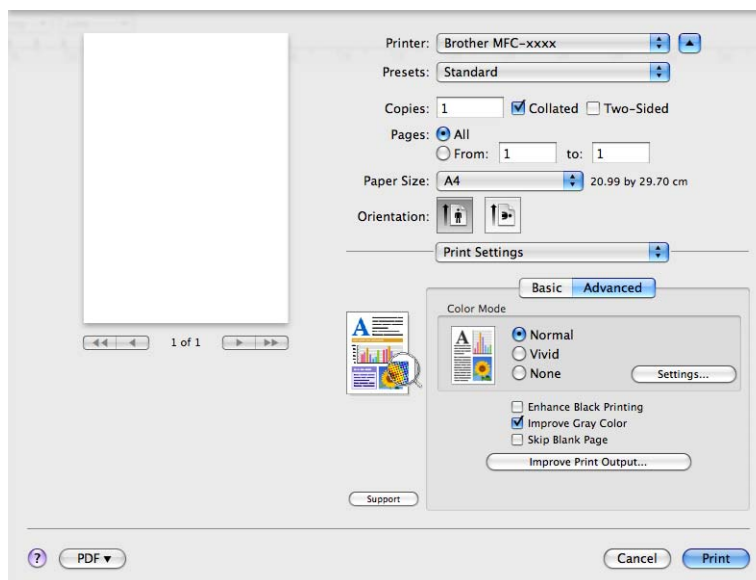 Printer: Brother MFC-xxxx
Presets: Standard
Copies: 1 Collated Two-Sided
Pages: All
From: 1 to: 1
Paper Size: A4 20.99 by 29.70 cm
Orientation:
Print Settings
Basic Advanced
Color Mode
Normal
Vivid
None Settings...
Enhance Black Printing
Improve Gray Color
Skip Blank Page
Improve Print Output...
1 of 1
Support
? PDF Cancel Print